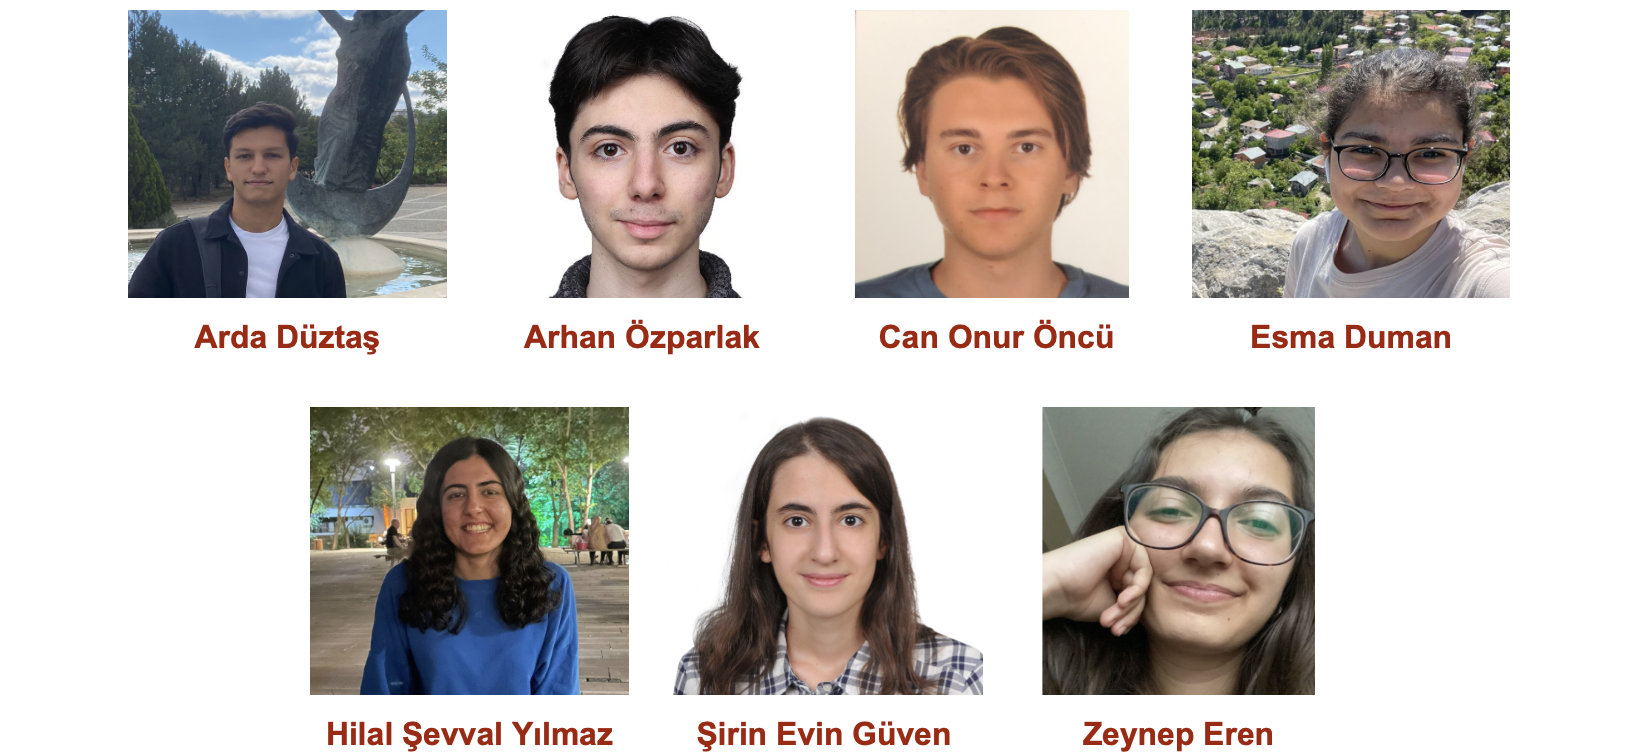 Arda Düztaş
Arhan Özparlak
Can Onur Öncü
Esma Duman
Hilal Şevval Yılmaz
Şirin Evin Güven
Zeynep Eren